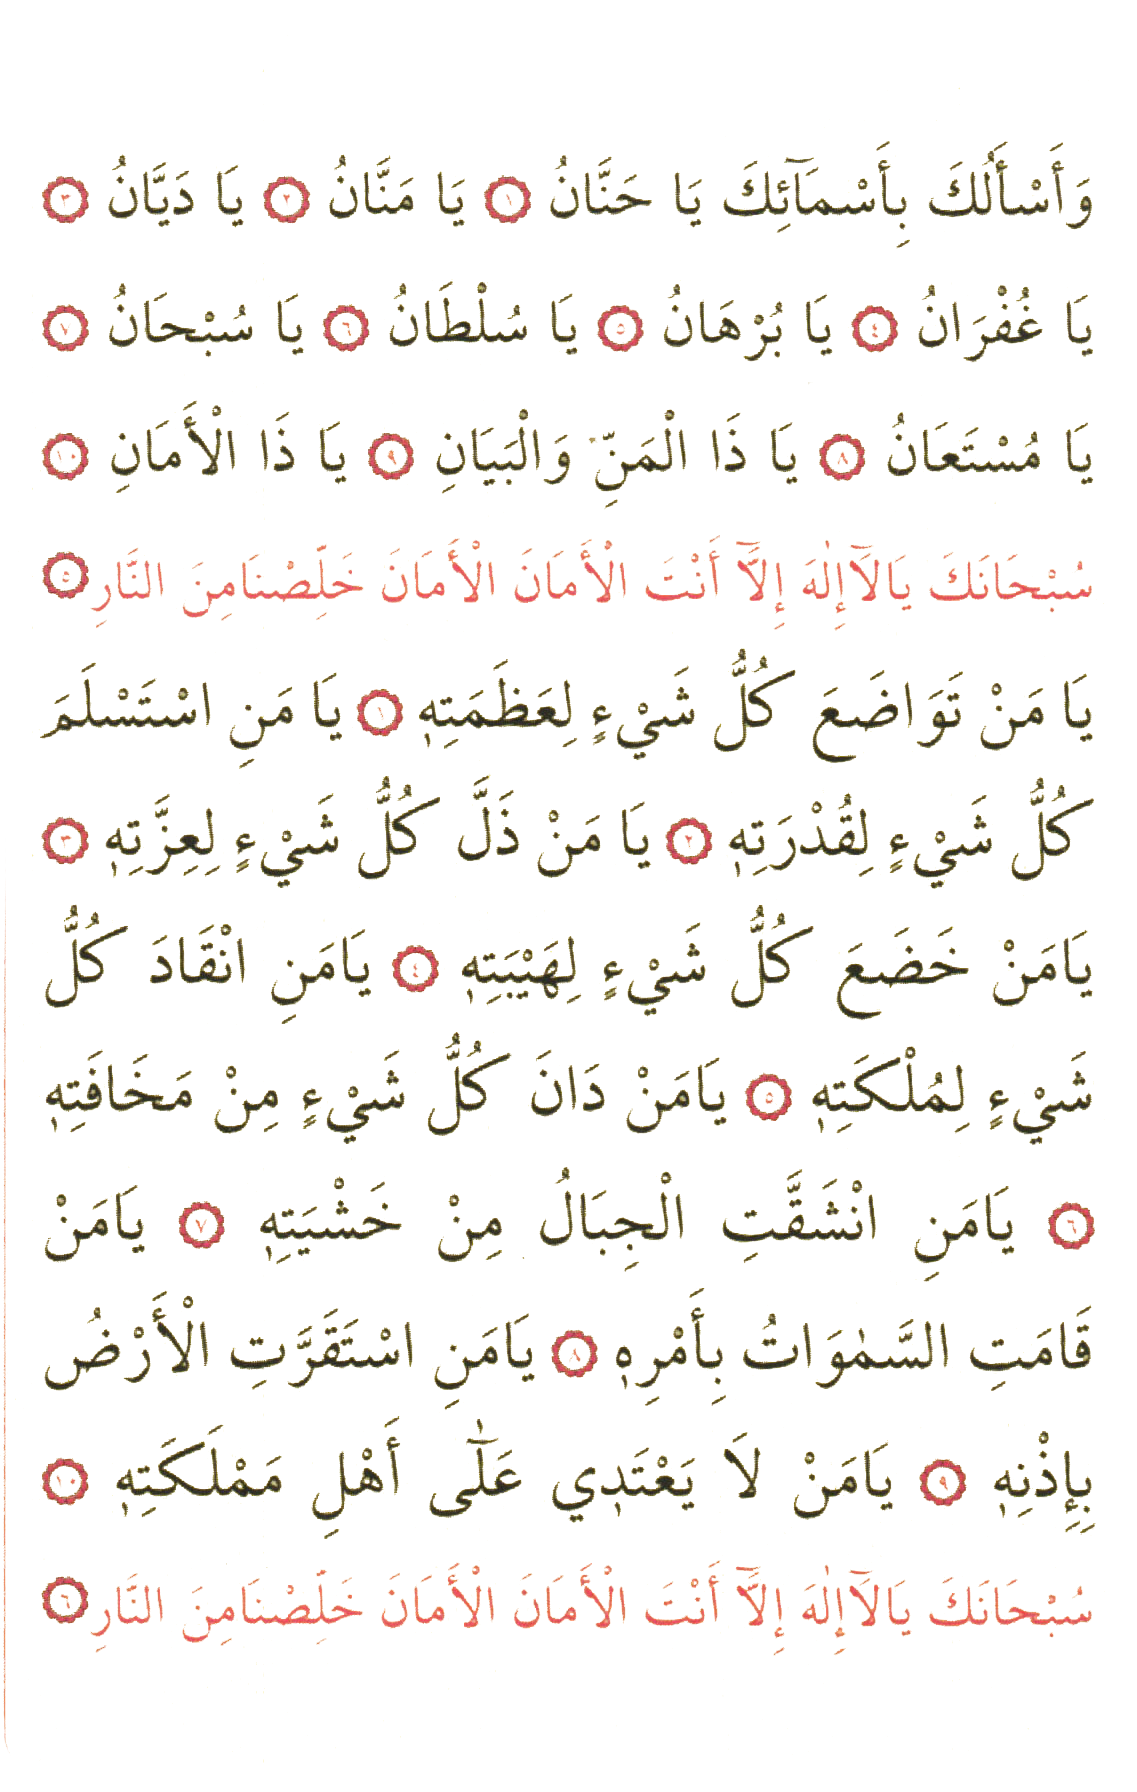 وَأَسْأَلُكَ بِأَسْمَآئِكَ يَا حَنَّانُ ١ يَا مَنَّانُ ٢ يَا دَيَّانُ ٣
يَا غُفْرَانُ ٤ يَا بُرْهَانُ ٥ يَا سُلْطَانُ ٦ يَا سُبْحَانُ ٧
يَا مُسْتَعَانُ ٨ يَا ذَا الْمَنِّ وَالْبَيَانِ ٩ يَا ذَا الْأَمَانِ ١٠
سُبْحَانَكَ يَالَآإِلٰهَ إِلَّآ أَنْتَ الْأَمَانَ الْأَمَانَ خَلِّصْنَامِنَ النَّارِ ٥
يَا مَنْ تَوَاضَعَ كُلُّ شَيْءٍ لِعَظَمَتِهٖ ١ يَا مَنِ اسْتَسْلَمَ
كُلُّ شَيْءٍ لِقُدْرَتِهٖ ٢ يَا مَنْ ذَلَّ كُلُّ شَيْءٍ لِعِزَّتِهٖ ٣
يَامَنْ خَضَعَ كُلُّ شَيْءٍ لِهَيْبَتِهٖ ٤ يَامَنِ انْقَادَ كُلُّ
شَيْءٍ لِمُلْكَتِهٖ ٥ يَامَنْ دَانَ كُلُّ شَيْءٍ مِنْ مَخَافَتِهٖ
٦ يَامَنِ انْشَقَّتِ الْجِبَالُ مِنْ خَشْيَتِهٖ ٧ يَامَنْ
قَامَتِ السَّمٰوَاتُ بِأَمْرِهٖ ٨ يَامَنِ اسْتَقَرَّتِ الْأَرْضُ
بِإِذْنِهٖ ٩ يَامَنْ لَا يَعْتَدٖي عَلٰٓى أَهْلِ مَمْلَكَتِهٖ ١٠
سُبْحَانَكَ يَالَآإِلٰهَ إِلَّآ أَنْتَ الْأَمَانَ الْأَمَانَ خَلِّصْنَامِنَ النَّارِ ٦